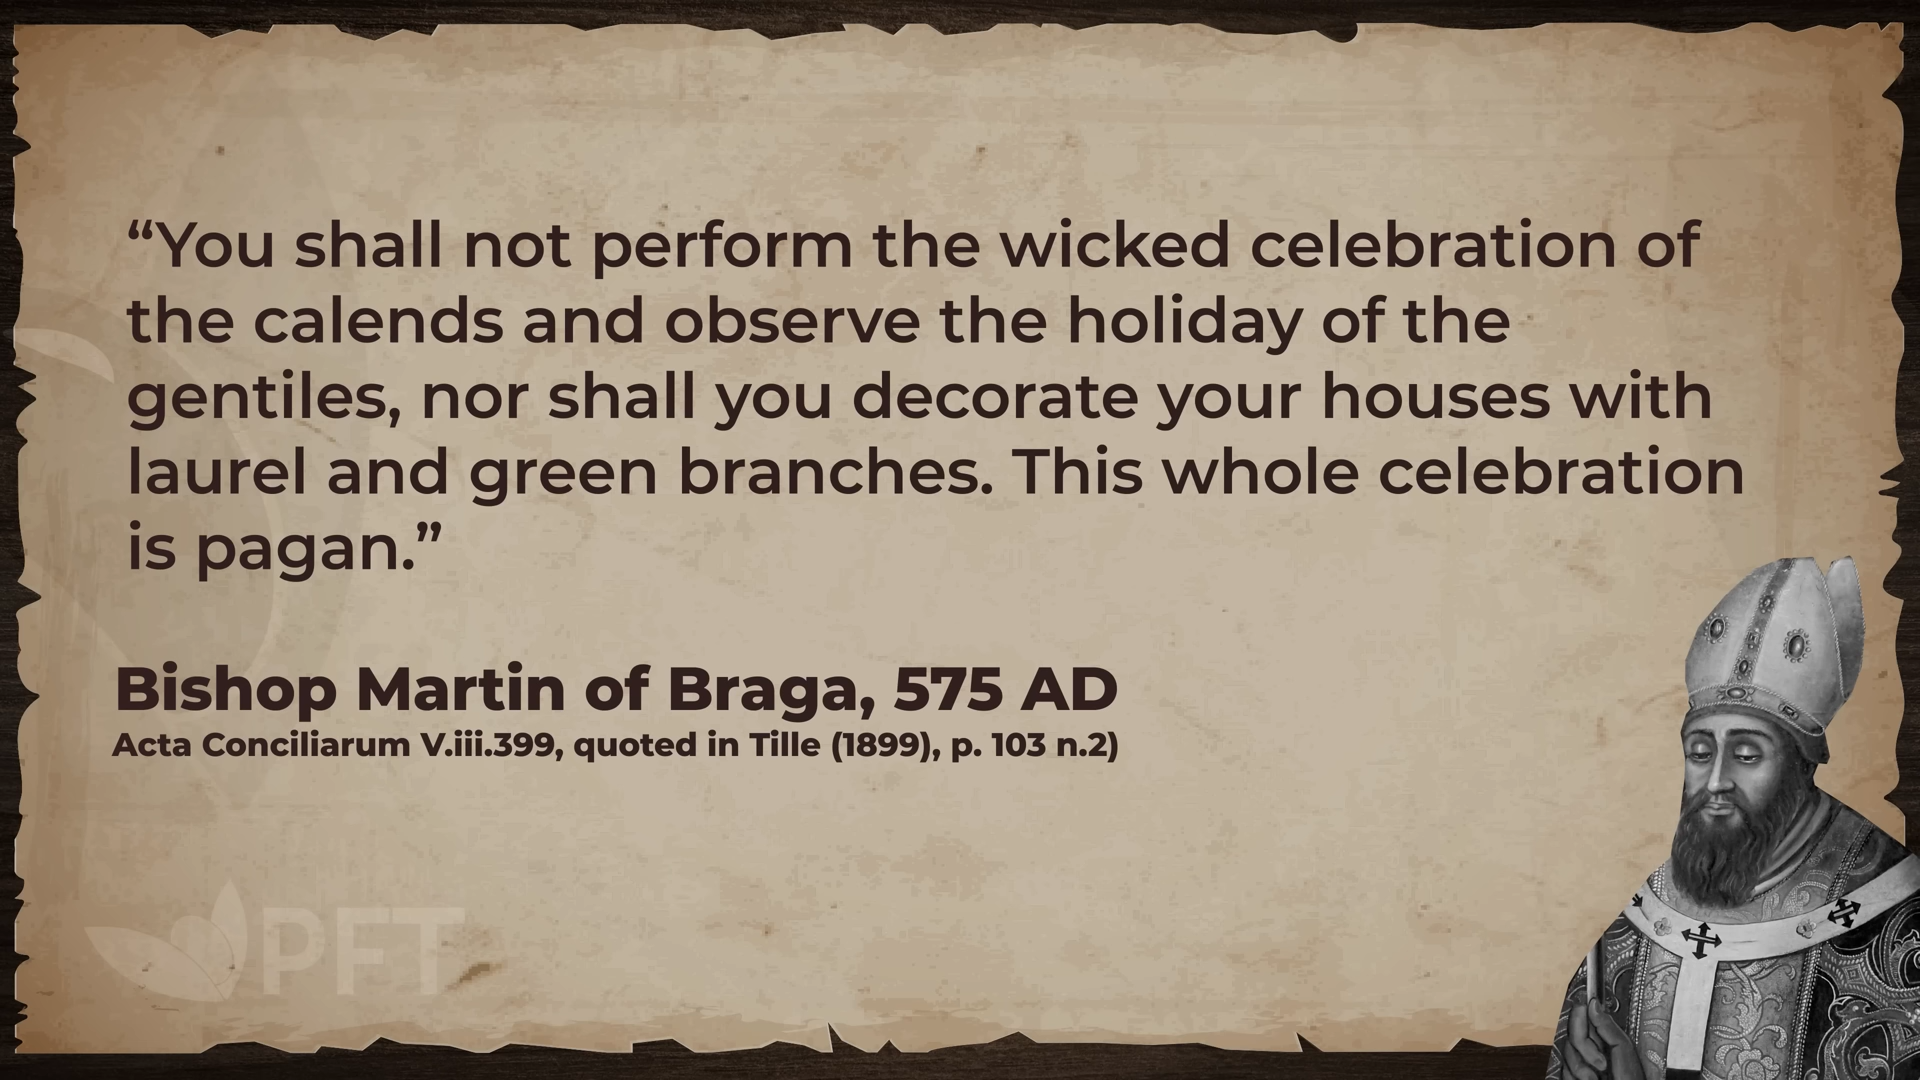 “You shall not perform the wicked celebration of
the calends and observe the holiday of the
gentiles, nor shall you decorate your houses with
laurel and green branches. This whole celebration
is pagan.”
Bishop Martin of Braga, 575 AD
Acta Conciliarum V.iii.399, quoted in Tille (1899), p. 103 n.2)
PFT